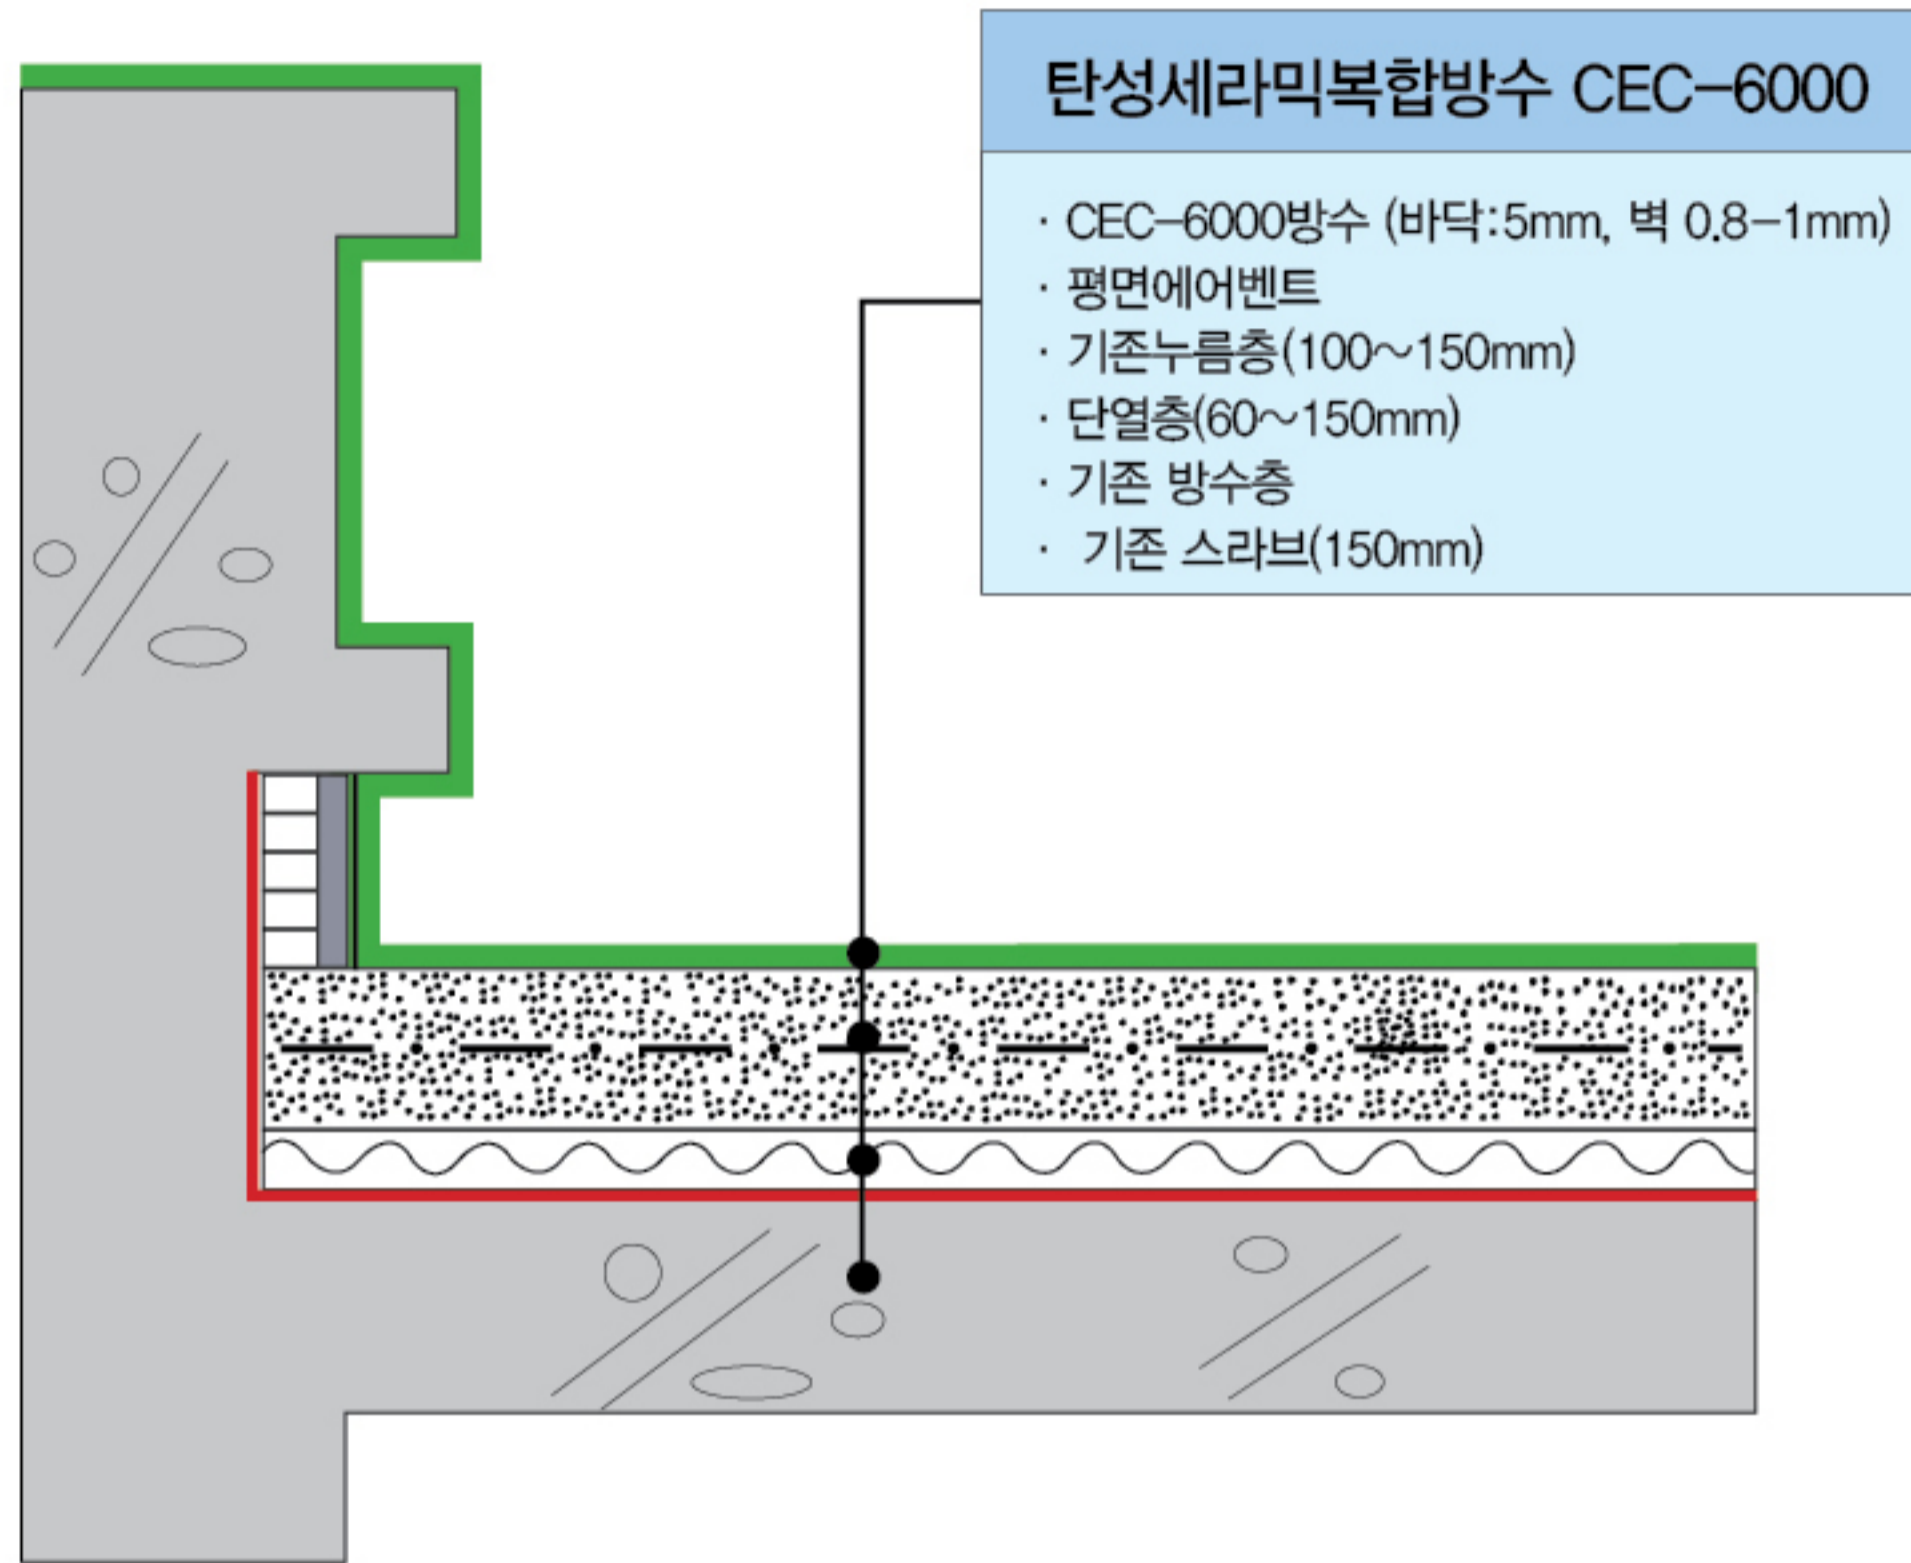 탄성세라믹복합방수 CEC-6000
· CEC-6000방수 (바닥:5mm, 벽 0.8-1mm)
· 평면에어벤트
· 기존누름층(100~150mm)
· 단열층(60~150mm)
· 기존 방수층
· 기존 스라브(150mm)